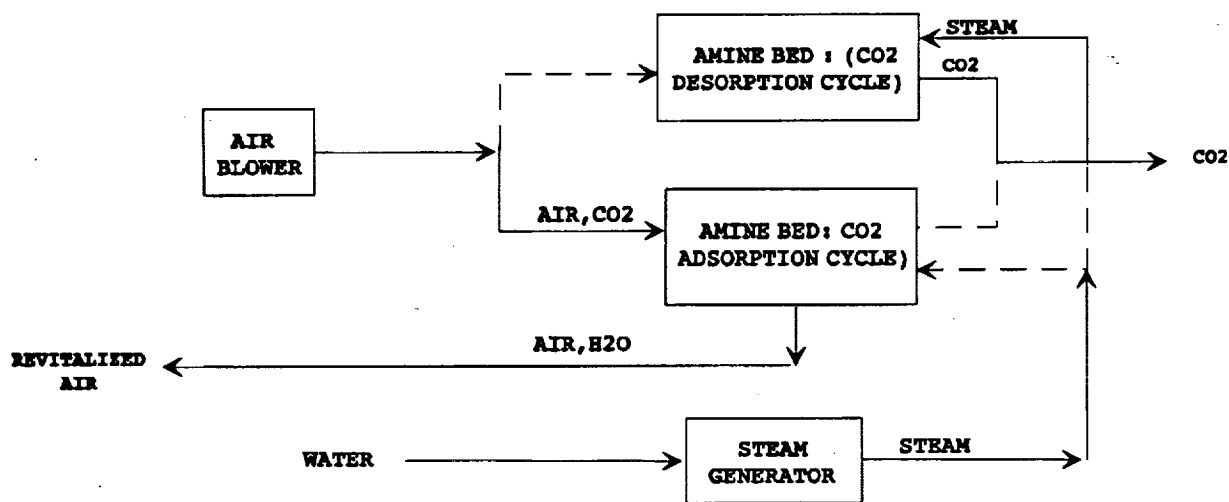 STEAM
AMINE BED : (CO2
DESORPTION CYCLE)
CO2
AIR
BLOWER
CO2
AIR,CO2
AMINE BED: CO2
ADSORPTION CYCLE)
AIR,H2O
REVITALIZED
AIR
WATER
STEAM
GENERATOR
STEAM